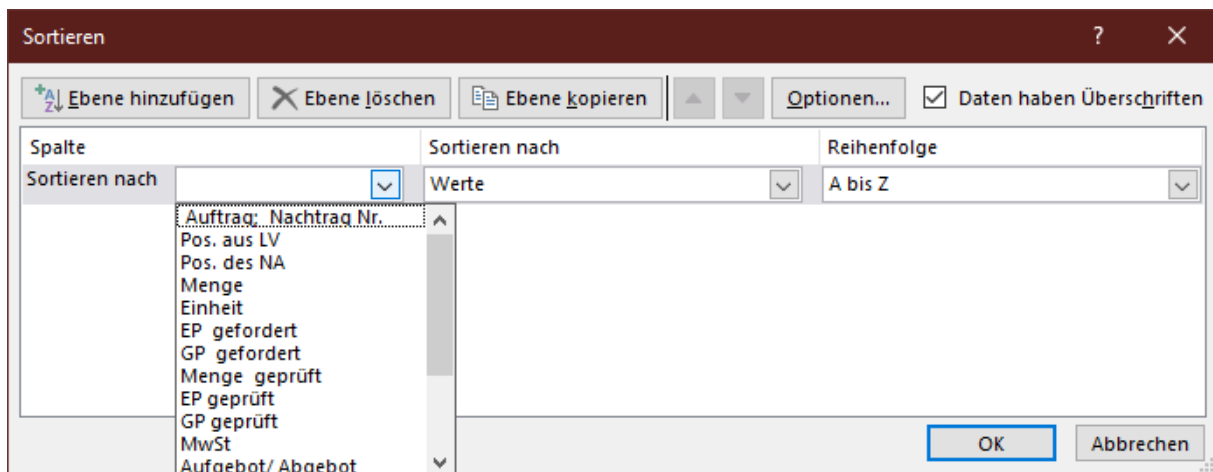 Sortieren
?
Ebene hinzufügen Ebene löschen Ebene kopieren Optionen... Daten haben Überschriften
Spalte Sortieren nach Reihenfolge
Sortieren nach Werte A bis Z
Auftrag;  Nachtrag Nr.
Pos. aus LV
Pos. des NA
Menge
Einheit
EP  gefordert
GP  gefordert
Menge  geprüft
EP geprüft
GP geprüft
MwSt
Aufgebot/ Abgebot
OK Abbrechen